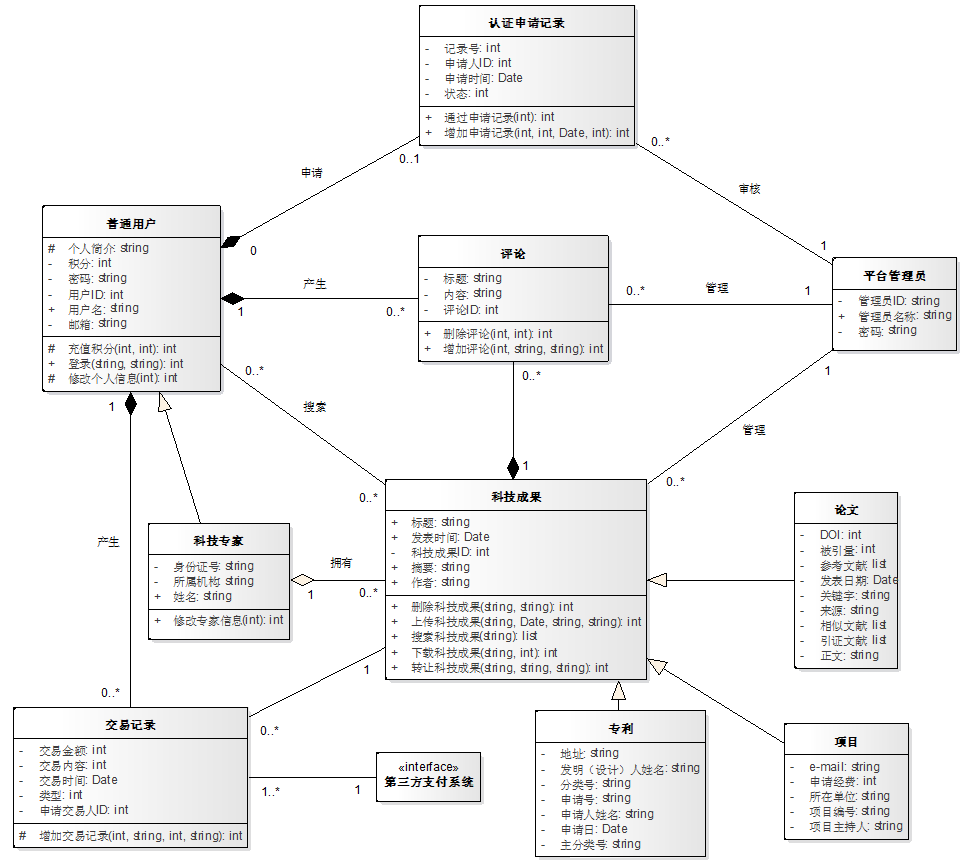 认证申请记录
- 记录号: int
- 申请人ID: int
- 申请时间: Date
- 状态: int
+ 通过申请记录(int): int
+ 增加申请记录(int, int, Date, int): int
0..1
0..*
申请
审核
普通用户
# 个人简介: string
- 积分: int
- 密码: string
- 用户ID: int
+ 用户名: string
- 邮箱: string
# 充值积分(int, int): int
+ 登录(string, string): int
# 修改个人信息(int): int
0
1
产生
0..*
评论
- 标题: string
- 内容: string
- 评论ID: int
+ 删除评论(int, int): int
+ 增加评论(int, string, string): int
0..*
管理
1
1
平台管理员
- 管理员ID: string
+ 管理员名称: string
- 密码: string
1
0..*
搜索
0..*
0..*
1
管理
0..*
1
产生
0..*
科技专家
- 身份证号: string
- 所属机构: string
+ 姓名: string
+ 修改专家信息(int): int
拥有
1
0..*
科技成果
+ 标题: string
+ 发表时间: Date
- 科技成果ID: int
+ 摘要: string
+ 作者: string
+ 删除科技成果(string, string): int
+ 上传科技成果(string, Date, string, string): int
+ 搜索科技成果(string): list
+ 下载科技成果(string, int): int
+ 转让科技成果(string, string, string): int
论文
- DOI: int
- 被引量: int
- 参考文献: list
- 发表日期: Date
- 关键字: string
- 来源: string
- 相似文献: list
- 引证文献: list
- 正文: string
1
0..*
交易记录
- 交易金额: int
- 交易内容: int
- 交易时间: Date
- 类型: int
- 申请交易人ID: int
# 增加交易记录(int, string, int, string): int
1..*
1
«interface»
第三方支付系统
专利
- 地址: string
- 发明（设计）人姓名: string
- 分类号: string
- 申请号: string
- 申请人姓名: string
- 申请日: Date
- 主分类号: string
项目
- e-mail: string
- 申请经费: int
- 所在单位: string
- 项目编号: string
- 项目主持人: string